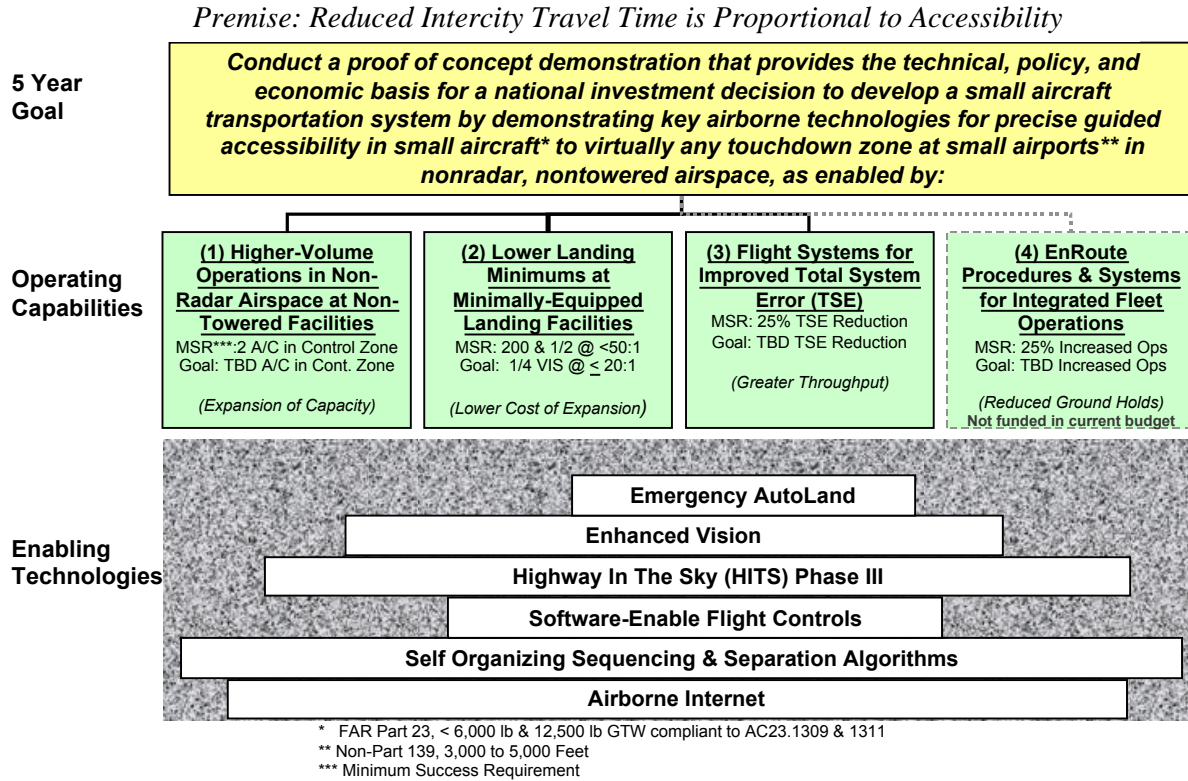 Premise: Reduced Intercity Travel Time is Proportional to Accessibility
5 Year
Goal
Conduct a proof of concept demonstration that provides the technical, policy, and
economic basis for a national investment decision to develop a small aircraft
transportation system by demonstrating key airborne technologies for precise guided
accessibility in small aircraft* to virtually any touchdown zone at small airports** in
nonradar, nontowered airspace, as enabled by:
Operating
Capabilities
(1) Higher-Volume
Operations in Non-
Radar Airspace at Non-
Towered Facilities
MSR***:2 A/C in Control Zone
Goal: TBD A/C in Cont. Zone
(Expansion of Capacity)
(2) Lower Landing
Minimums at
Minimally-Equipped
Landing Facilities
MSR: 200 & 1/2 @ <50:1
Goal: 1/4 VIS @ < 20:1
(Lower Cost of Expansion)
(3) Flight Systems for
Improved Total System
Error (TSE)
MSR: 25% TSE Reduction
Goal: TBD TSE Reduction
(Greater Throughput)
(4) EnRoute
Procedures & Systems
for Integrated Fleet
Operations
MSR: 25% Increased Ops
Goal: TBD Increased Ops
(Reduced Ground Holds)
Not funded in current budget
Enabling
Technologies
Emergency AutoLand
Enhanced Vision
Highway In The Sky (HITS) Phase III
Software-Enable Flight Controls
Self Organizing Sequencing & Separation Algorithms
Airborne Internet
* FAR Part 23, < 6,000 lb & 12,500 lb GTW compliant to AC23.1309 & 1311
** Non-Part 139, 3,000 to 5,000 Feet
*** Minimum Success Requirement